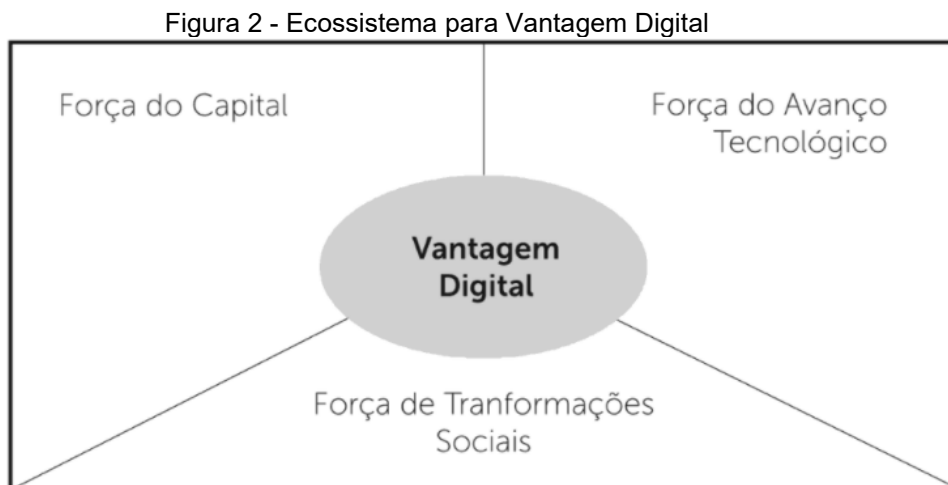 Figura 2 - Ecossistema para Vantagem Digital
Força do Capital
Força do Avanço
Tecnológico
Vantagem
Digital
Força de Tranformações
Sociais